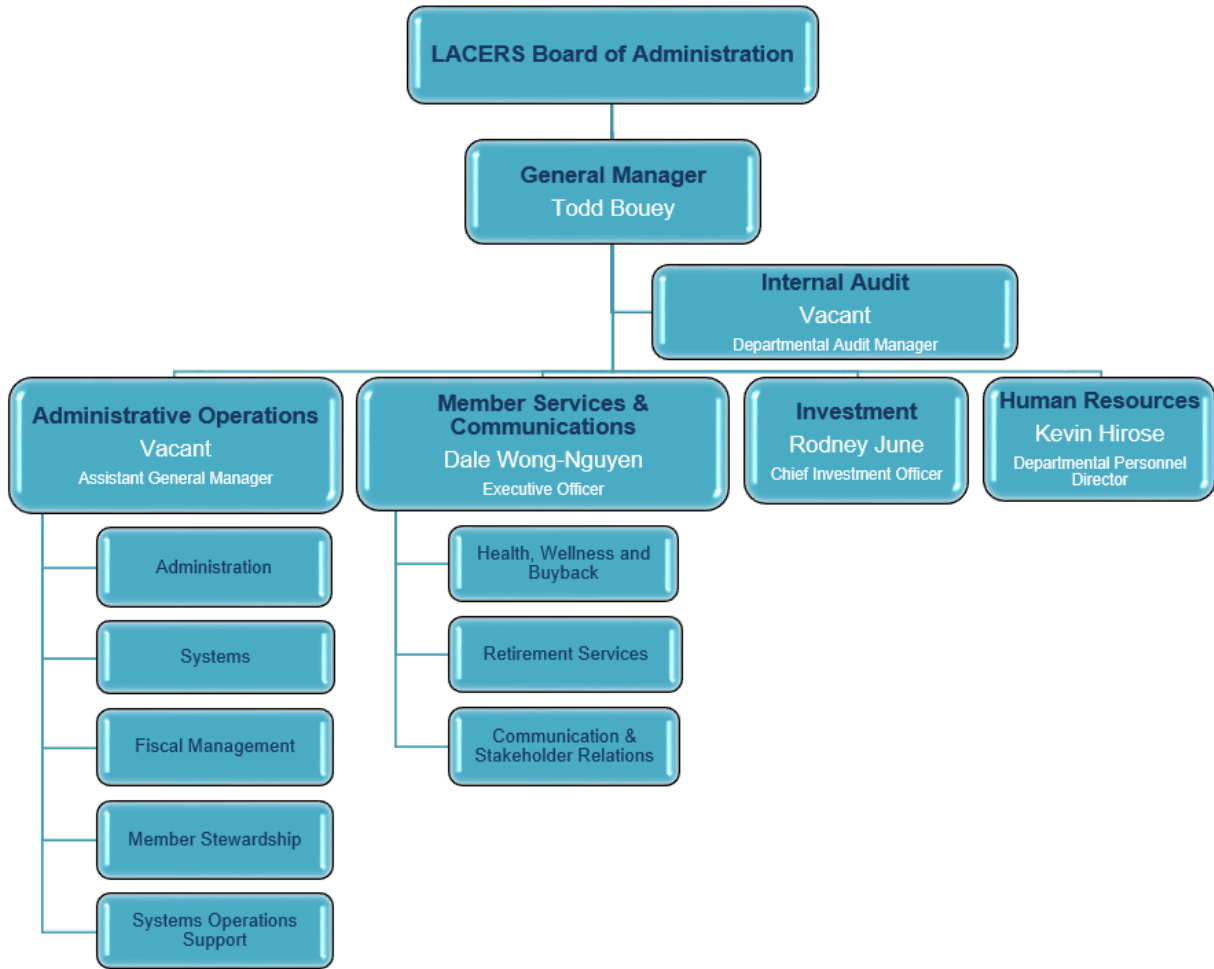 LACERS Board of Administration
General Manager
Todd Bouey
Internal Audit
Vacant
Departmental Audit Manager
Administrative Operations
Vacant
Assistant General Manager
Member Services &
Communications
Dale Wong-Nguyen
Executive Officer
Investment
Rodney June
Chief Investment Officer
Human Resources
Kevin Hirose
Departmental Personnel
Director
Administration
Systems
Fiscal Management
Member Stewardship
Systems Operations
Support
Health, Wellness and
Buyback
Retirement Services
Communication &
Stakeholder Relations